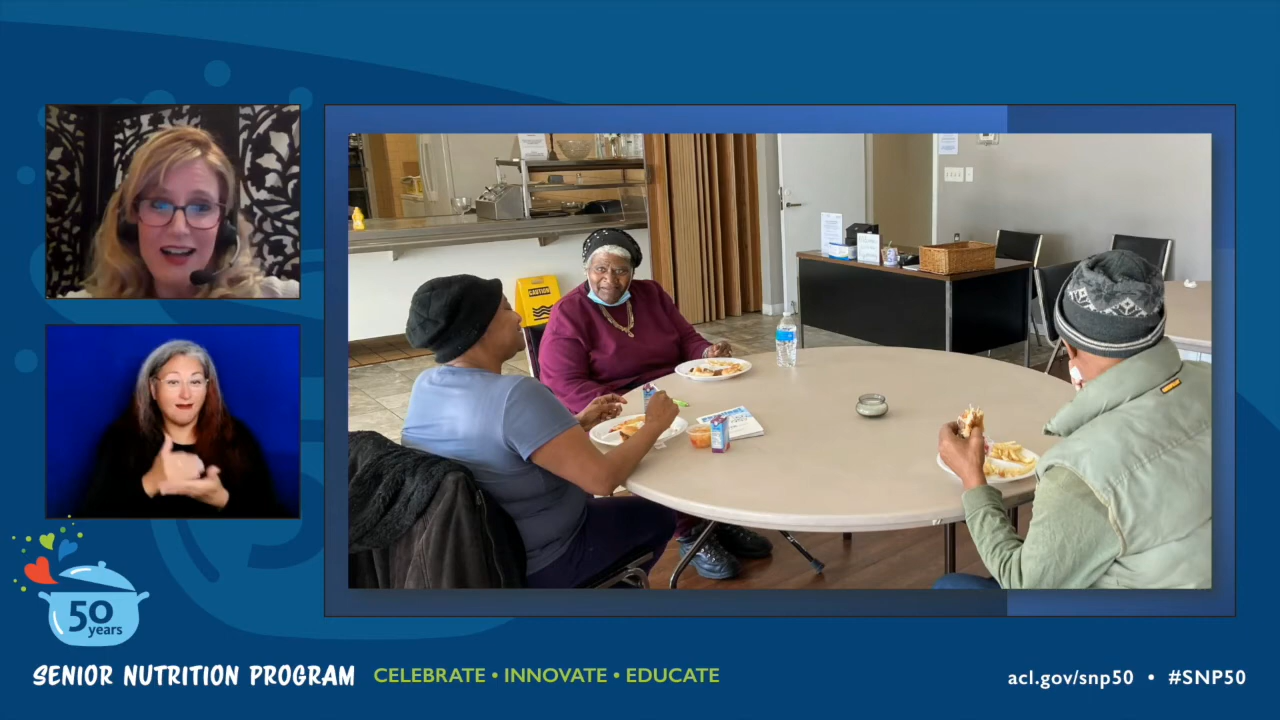 CAUTION
50
years
SENIOR NUTRITION PROGRAM
CELEBRATE • INNOVATE • EDUCATE
acl.gov/snp50 • #SNP50